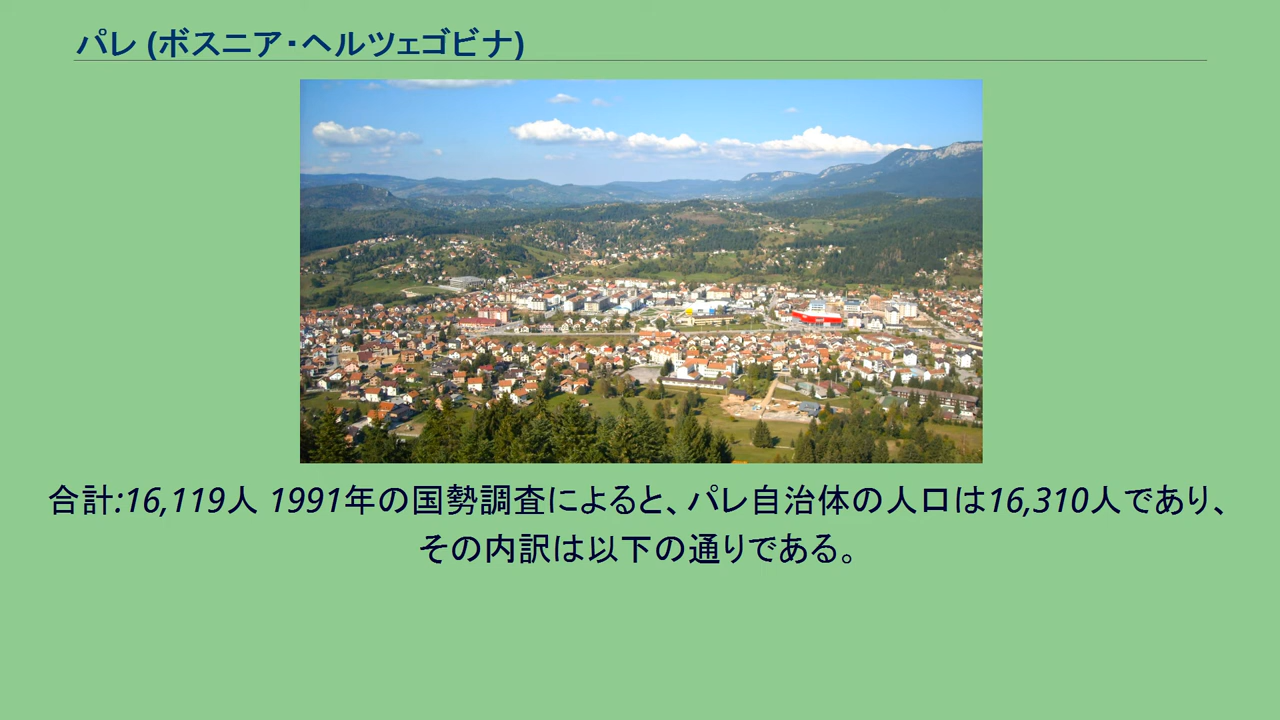 パレ (ボスニア・ヘルツェゴビナ)
合計:16,119人 1991年の国勢調査によると、パレ自治体の人口は16,310人であり、
その内訳は以下の通りである。